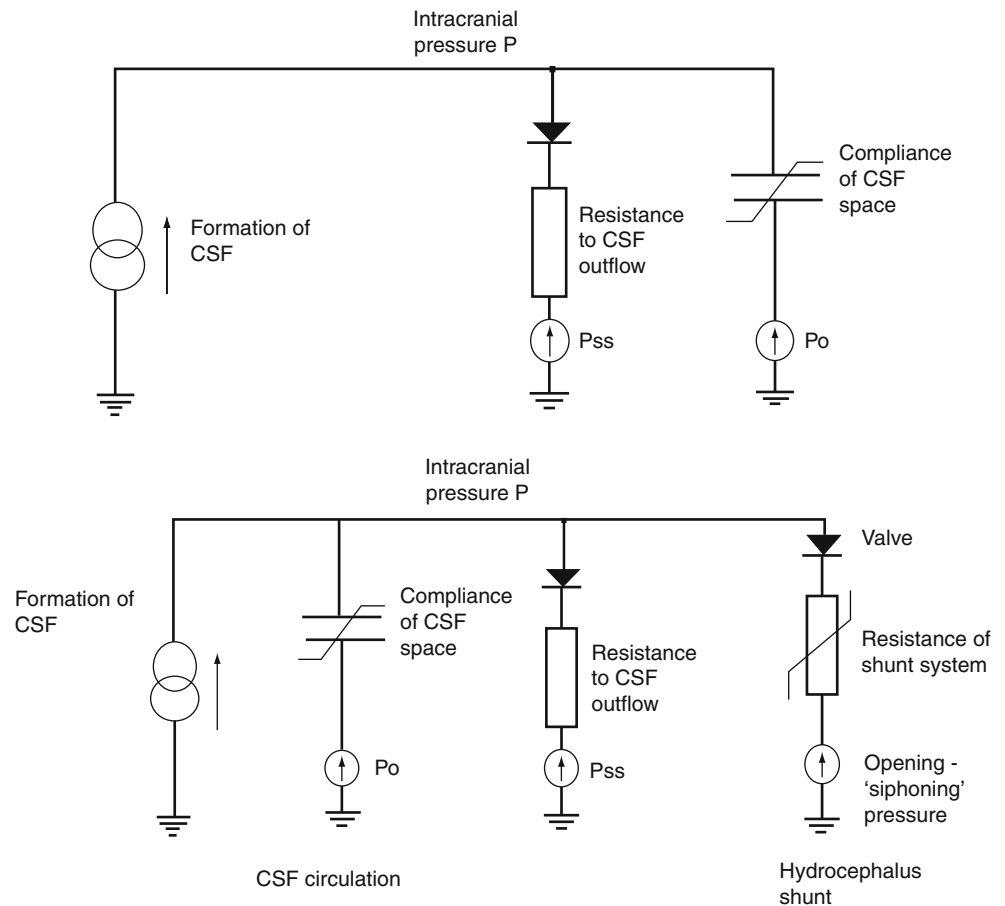 Intracranial
pressure P
Formation of
CSF
Resistance
to CSF
outflow
Compliance
of CSF
space
Pss
Po
Intracranial
pressure P
Formation of
CSF
Compliance
of CSF
space
Po
Resistance
to CSF
outflow
Pss
Valve
Resistance of
shunt system
Opening -
‘siphoning’
pressure
CSF circulation
Hydrocephalus
shunt